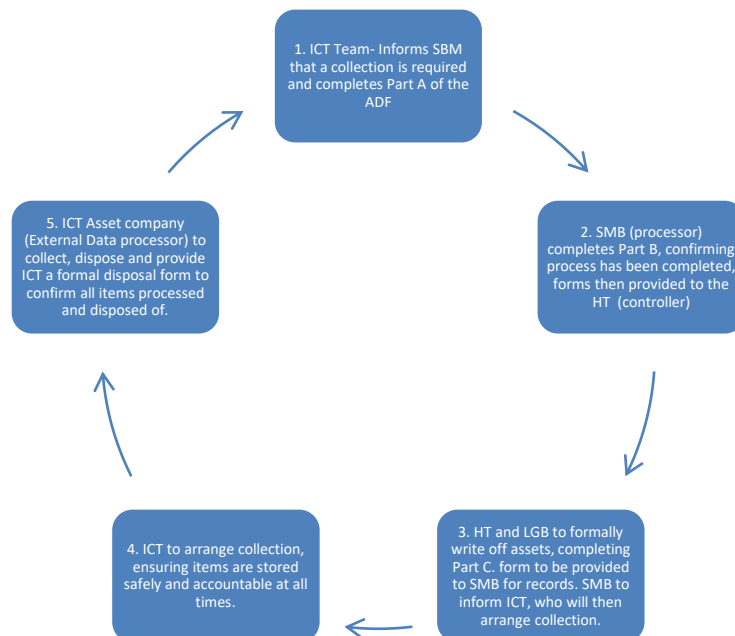 1. ICT Team- Informs SBM
that a collection is required
and completes Part A of the
ADF
2. SMB (processor)
completes Part B, confirming
process has been completed,
forms then provided to the
HT (controller)
3. HT and LGB to formally
write off assets, completing
Part C. form to be provided
to SMB for records. SMB to
inform ICT, who will then
arrange collection.
4. ICT to arrange collection,
ensuring items are stored
safely and accountable at all
times.
5. ICT Asset company
(External Data processor) to
collect, dispose and provide
ICT a formal disposal form to
confirm all items processed
and disposed of.